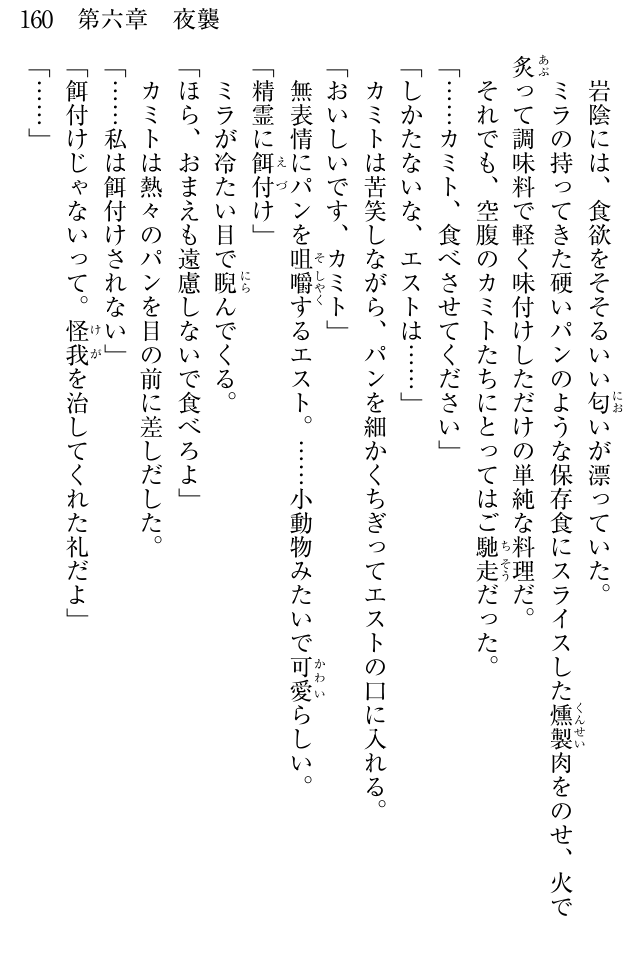 160　第六章　夜襲
岩陰には、食欲をそそるいい匂いが漂っていた。
ミラの持ってきた硬いパンのような保存食にスライスした燻製肉をのせ、火で
炙って調味料で軽く味付けしただけの単純な料理だ。
それでも、空腹のカミトたちにとってはご馳走だった。
「……カミト、食べさせてください」
「しかたないな、エストは……」
カミトは苦笑しながら、パンを細かくちぎってエストの口に入れる。
「おいしいです、カミト」
無表情にパンを咀嚼するエスト。……小動物みたいで可愛らしい。
「精霊に餌付け」
ミラが冷たい目で睨んでくる。
「ほら、おまえも遠慮しないで食べろよ」
カミトは熱々のパンを目の前に差しだした。
「……私は餌付けされない」
「餌付けじゃないって。怪我を治してくれた礼だよ」
「……」